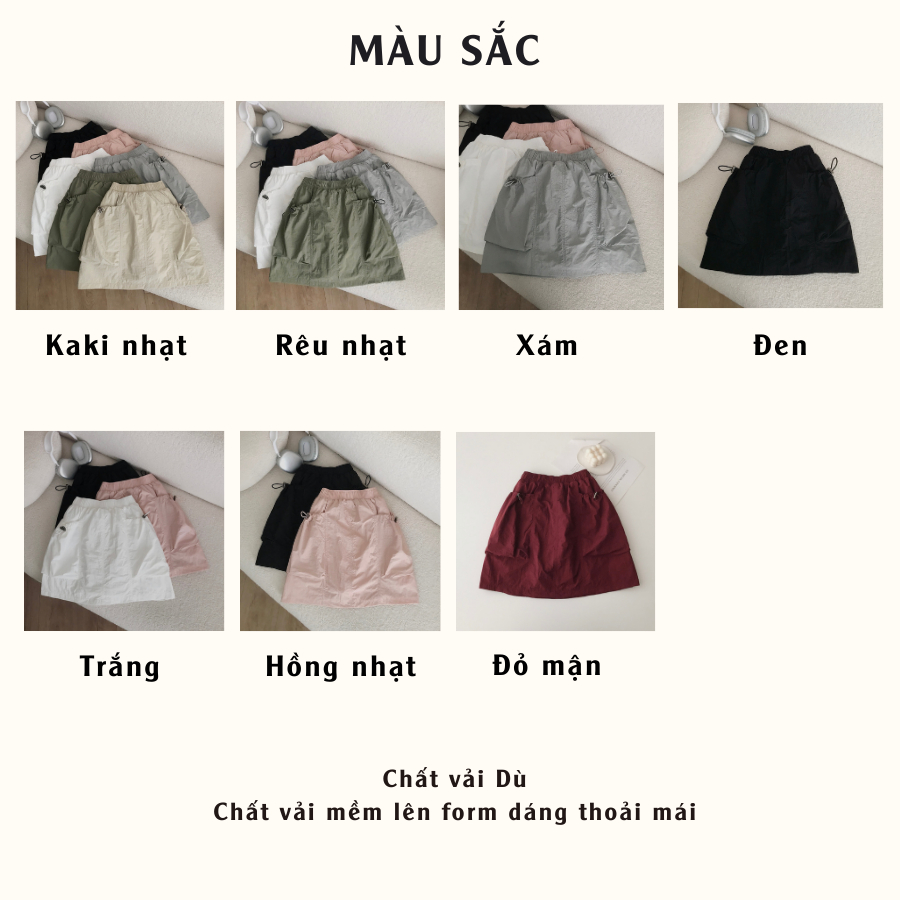 MÀU SẮC
Kaki nhạt
Rêu nhạt
Xám
Đen
Trắng
Hồng nhạt
Đỏ mận
Chất vải Dù
Chất vải mềm lên form dáng thoải mái